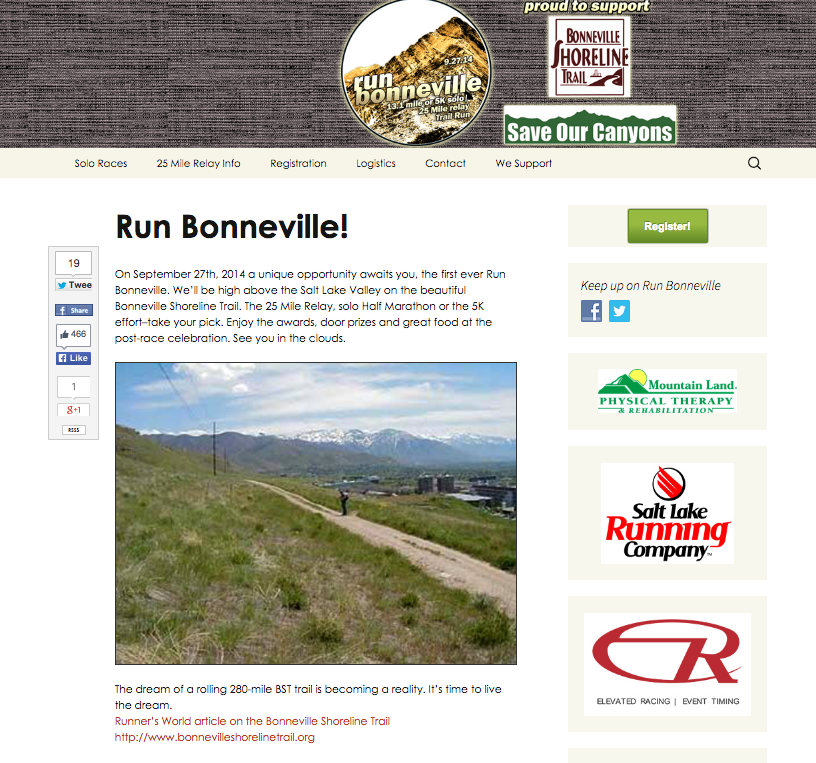 proud to support
9.27.14
run
bonneville
13.1 mile or 5K solo!
25 Mile relay
Trail Run
BONNEVILLE
SHORELINE
TRAIL
Save Our Canyons
Solo Races
25 Mile Relay Info
Registration
Logistics
Contact
We Support
Run Bonneville!
19
Twee
Share
466
Like
1
g+1
RSS
On September 27th, 2014 a unique opportunity awaits you, the first ever Run
Bonneville. We'll be high above the Salt Lake Valley on the beautiful
Bonneville Shoreline Trail. The 25 Mile Relay, solo Half Marathon or the 5K
effort–take your pick. Enjoy the awards, door prizes and great food at the
post-race celebration. See you in the clouds.
The dream of a rolling 280-mile BST trail is becoming a reality. It's time to live
the dream.
Runner's World article on the Bonneville Shoreline Trail
http://www.bonnevilleshorelinetrail.org
Register!
Keep up on Run Bonneville
Mountain Land
PHYSICAL THERAPY
& REHABILITATION
Salt Lake
Running
Company™
ER
ELEVATED RACING | EVENT TIMING